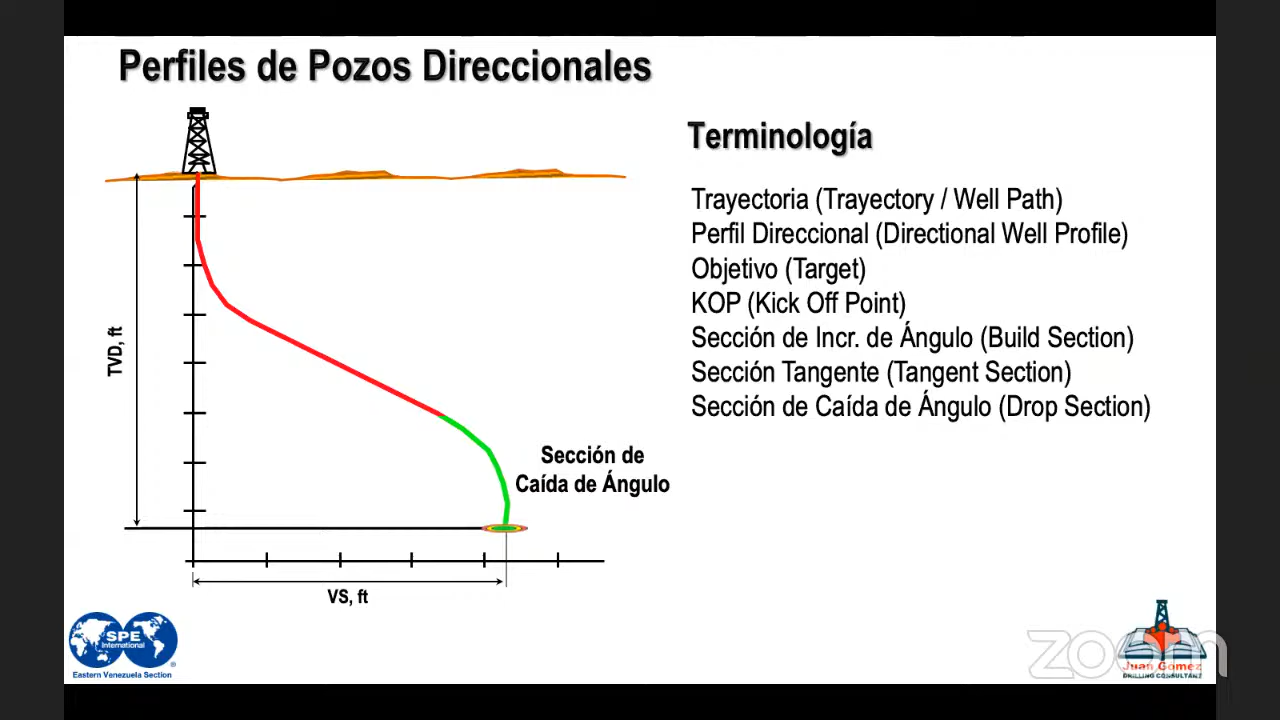 Perfiles de Pozos Direccionales
Terminología
Trayectoria (Trayectory / Well Path)
Perfil Direccional (Directional Well Profile)
Objetivo (Target)
KOP (Kick Off Point)
Sección de Incr. de Ángulo (Build Section)
Sección Tangente (Tangent Section)
Sección de Caída de Ángulo (Drop Section)
TVD, ft
Sección de
Caída de Ángulo
VS, ft
SPE
International
Eastern Venezuela Section
zoom
Juan Gómez
DRILLING CONSULTANT